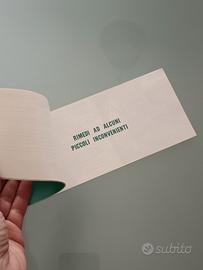 RIMEDI AD ALCUNI
PICCOLI INCONVENIENTI
subito